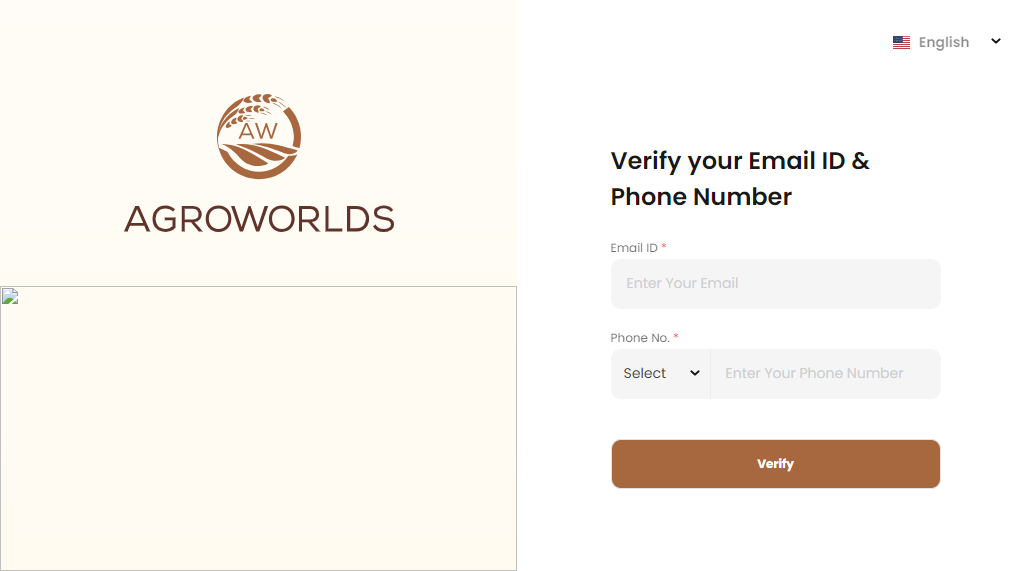 English
AW
AGROWORLDS
Verify your Email ID &
Phone Number
Email ID *
Enter Your Email
Phone No. *
Select
Enter Your Phone Number
Verify